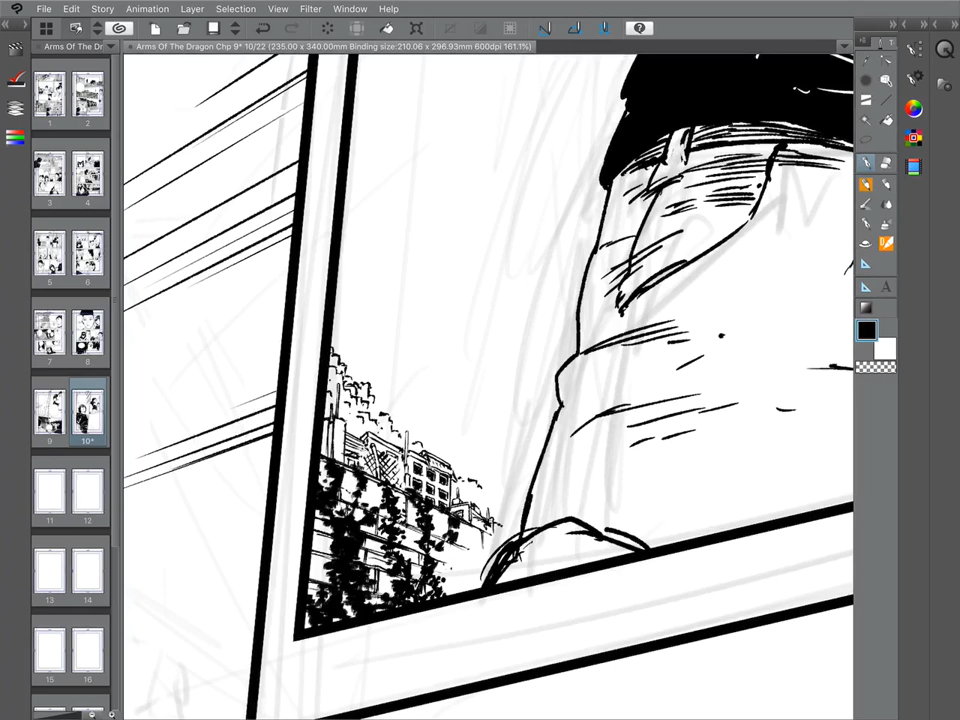 File Edit Story Animation Layer Selection View Filter Window Help
Arms Of The Dr
Arms Of The Dragon Chp 9* 10/22 (235.00 x 340.00mm Binding size:210.06 x 296.93mm 600dpi 161.1%)
T
?
1 2
3 4
5 6
7 8
9 10*
A
11 12
13 14
15 16